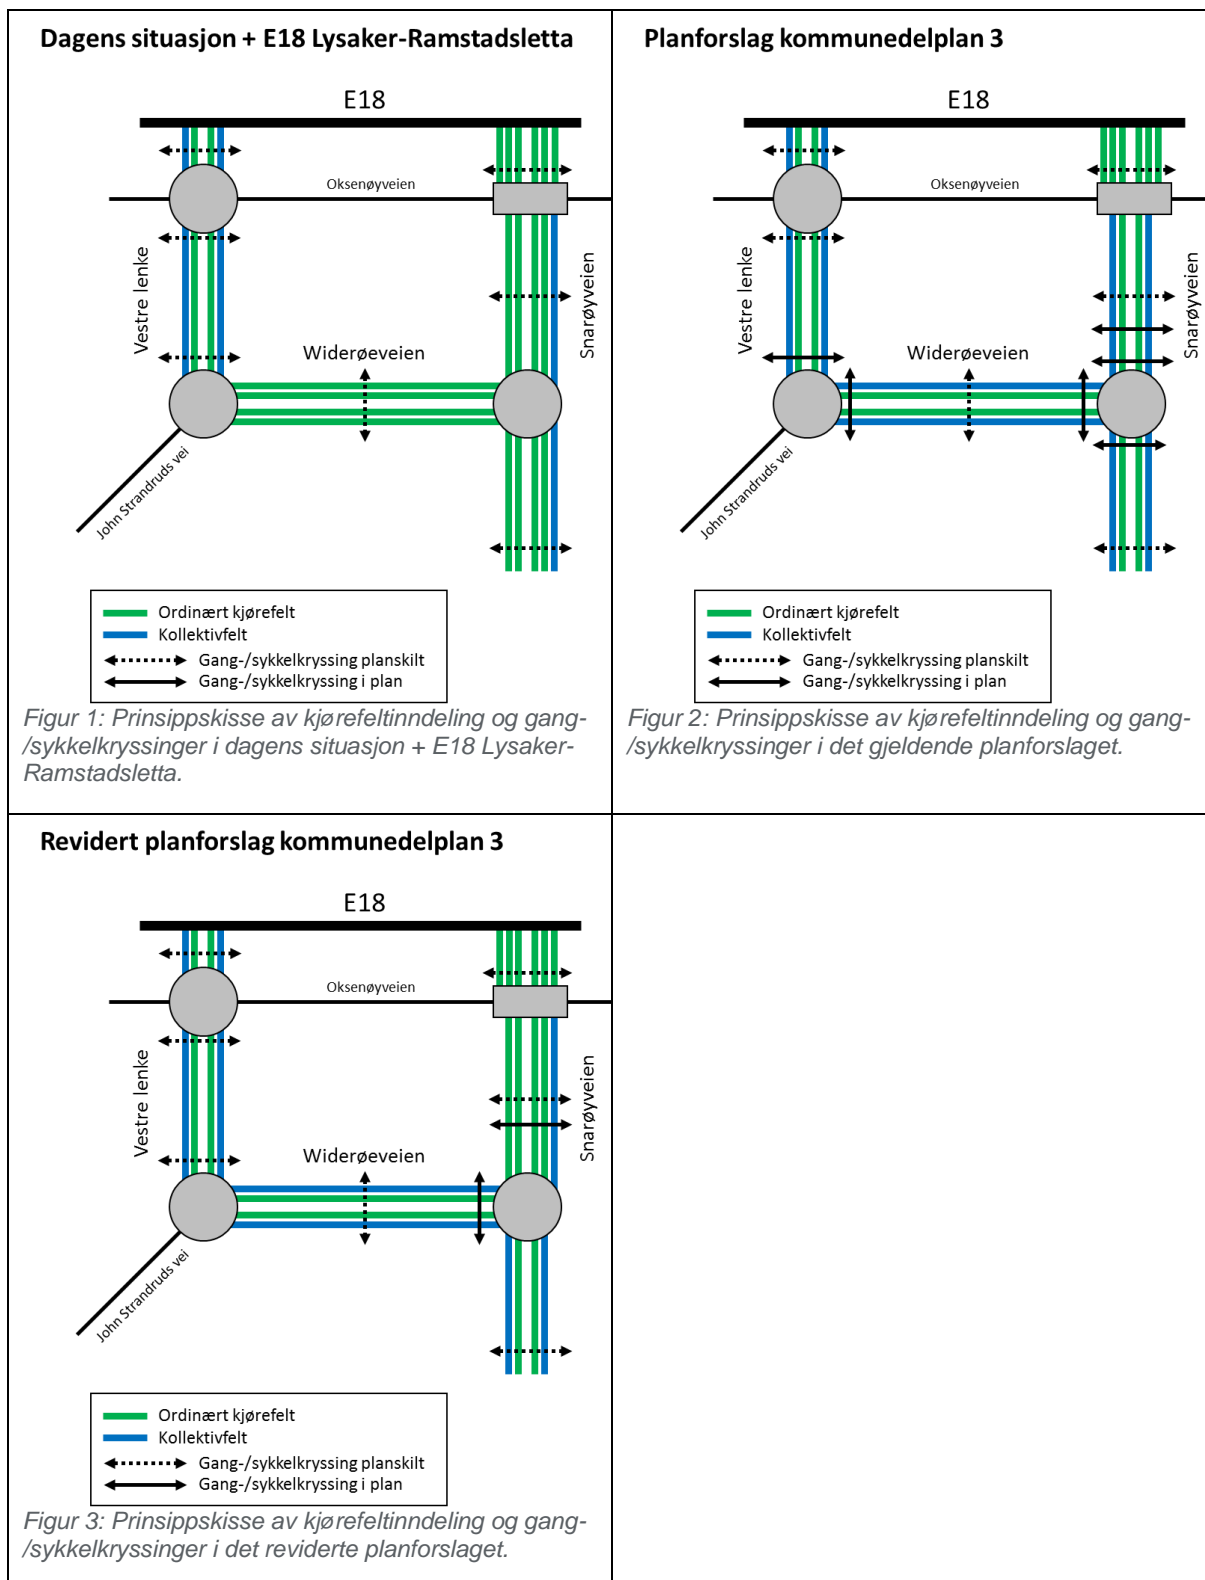 Dagens situasjon + E18 Lysaker-Ramstadsletta
E18
Oksenøyveien
Vestre lenke
Widerøeveien
Snarøyveien
John Strandruds vei
Ordinært kjørefelt
Kollektivfelt
Gang-/sykkelkryssing planskilt
Gang-/sykkelkryssing i plan
Figur 1: Prinsippskisse av kjørefeltinndeling og gang-
/sykkelkryssinger i dagens situasjon + E18 Lysaker-
Ramstadsletta.
Planforslag kommunedelplan 3
E18
Oksenøyveien
Vestre lenke
Widerøeveien
Snarøyveien
John Strandruds vei
Ordinært kjørefelt
Kollektivfelt
Gang-/sykkelkryssing planskilt
Gang-/sykkelkryssing i plan
Figur 2: Prinsippskisse av kjørefeltinndeling og gang-
/sykkelkryssinger i det gjeldende planforslaget.
Revidert planforslag kommunedelplan 3
E18
Oksenøyveien
Vestre lenke
Widerøeveien
Snarøyveien
John Strandruds vei
Ordinært kjørefelt
Kollektivfelt
Gang-/sykkelkryssing planskilt
Gang-/sykkelkryssing i plan
Figur 3: Prinsippskisse av kjørefeltinndeling og gang-
/sykkelkryssinger i det reviderte planforslaget.